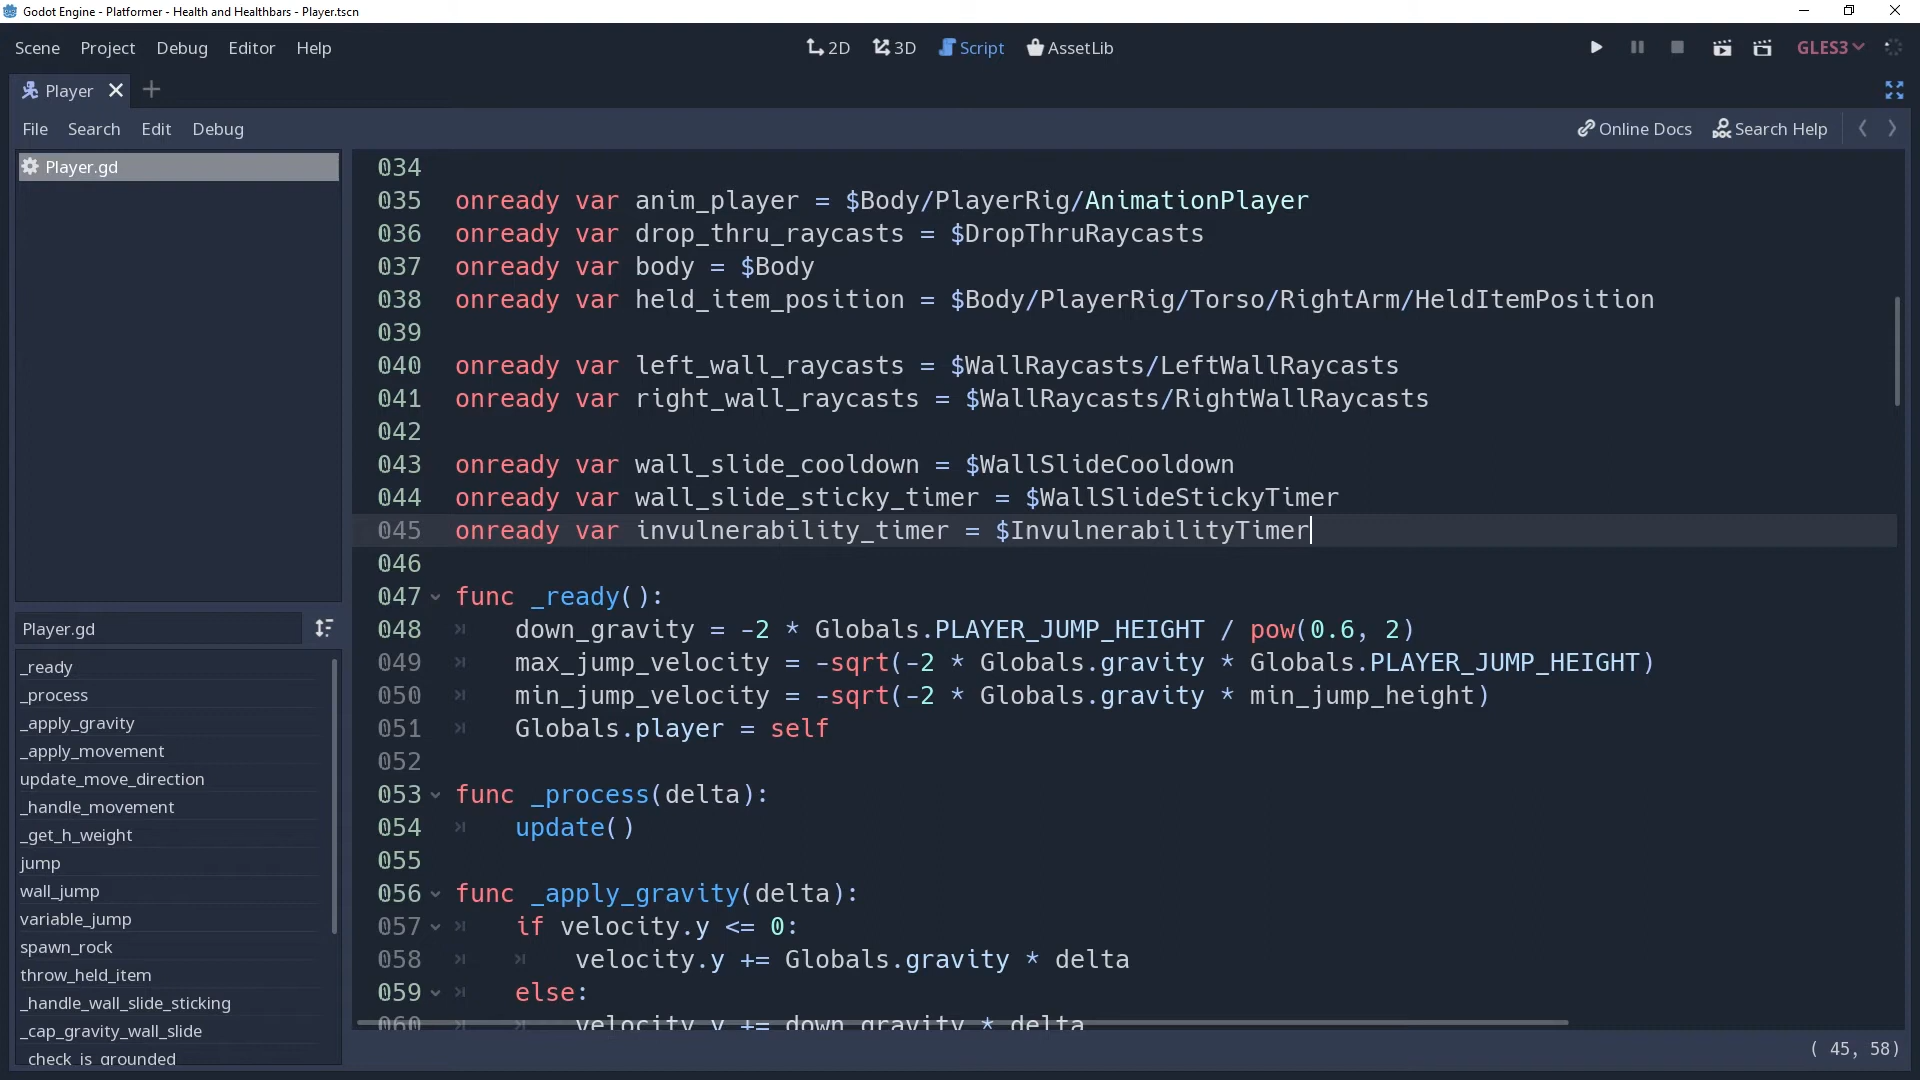 Godot Engine - Platformer - Health and Healthbars - Player.tscn
Scene Project Debug Editor Help 2D 3D Script AssetLib GLES3
Player
File Search Edit Debug Online Docs Search Help
Player.gd
Player.gd
_ready
_process
_apply_gravity
_apply_movement
update_move_direction
_handle_movement
_get_h_weight
jump
wall_jump
variable_jump
spawn_rock
throw_held_item
_handle_wall_slide_sticking
_cap_gravity_wall_slide
_check_is_grounded
034
035 onready var anim_player = $Body/PlayerRig/AnimationPlayer
036 onready var drop_thru_raycasts = $DropThruRaycasts
037 onready var body = $Body
038 onready var held_item_position = $Body/PlayerRig/Torso/RightArm/HeldItemPosition
039
040 onready var left_wall_raycasts = $WallRaycasts/LeftWallRaycasts
041 onready var right_wall_raycasts = $WallRaycasts/RightWallRaycasts
042
043 onready var wall_slide_cooldown = $WallSlideCooldown
044 onready var wall_slide_sticky_timer = $WallSlideStickyTimer
045 onready var invulnerability_timer = $InvulnerabilityTimer
046
047 func _ready():
048 down_gravity = -2 * Globals.PLAYER_JUMP_HEIGHT / pow(0.6, 2)
049 max_jump_velocity = -sqrt(-2 * Globals.gravity * Globals.PLAYER_JUMP_HEIGHT)
050 min_jump_velocity = -sqrt(-2 * Globals.gravity * min_jump_height)
051 Globals.player = self
052
053 func _process(delta):
054 update()
055
056 func _apply_gravity(delta):
057 if velocity.y <= 0:
058 velocity.y += Globals.gravity * delta
059 else:
060 velocity.y += down_gravity * delta
( 45, 58)